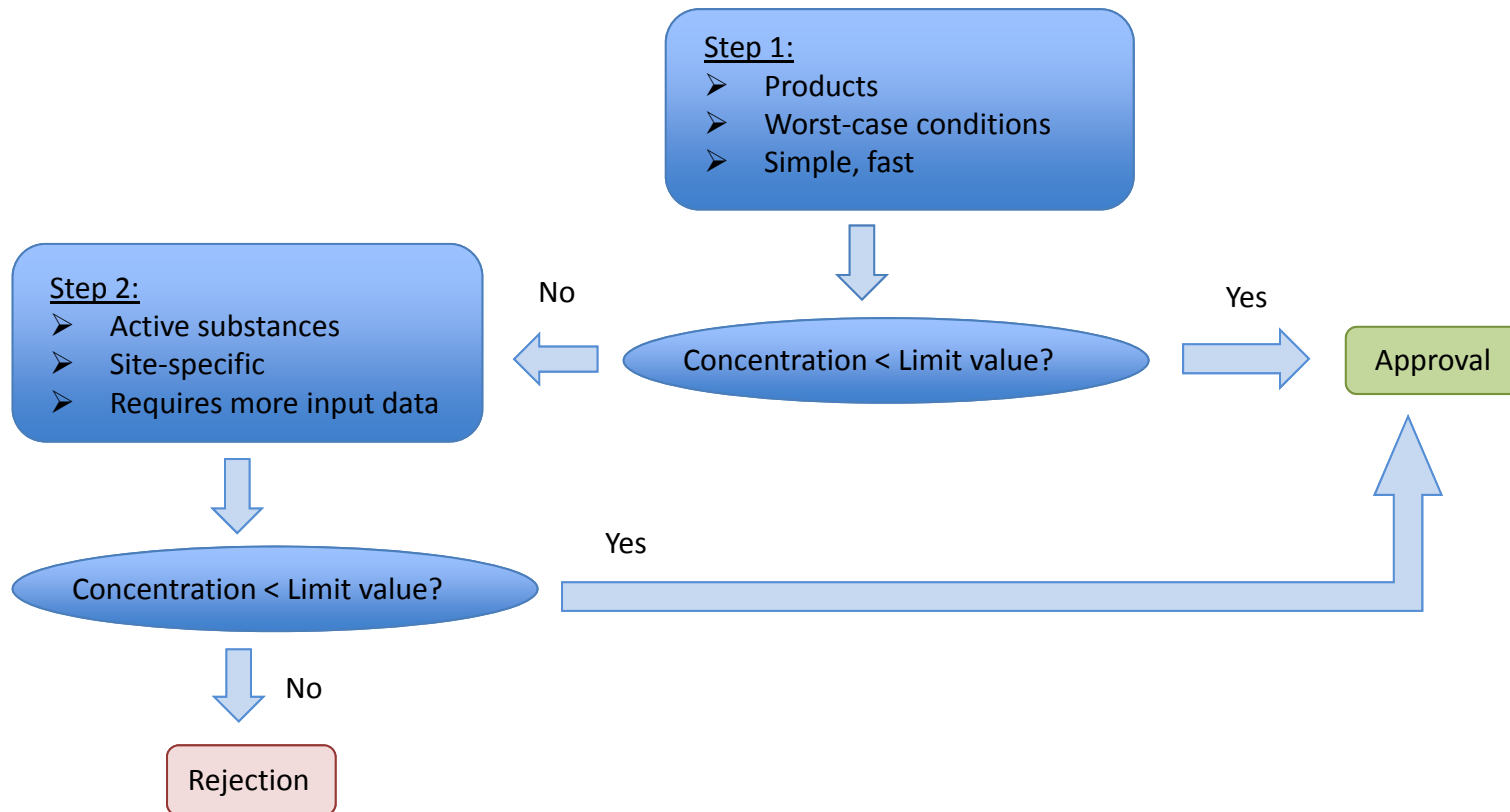 Step 1:
➢ Products
➢ Worst-case conditions
➢ Simple, fast
Step 2:
➢ Active substances
➢ Site-specific
➢ Requires more input data
No
Concentration < Limit value?
Yes
Approval
Concentration < Limit value?
Yes
No
Rejection